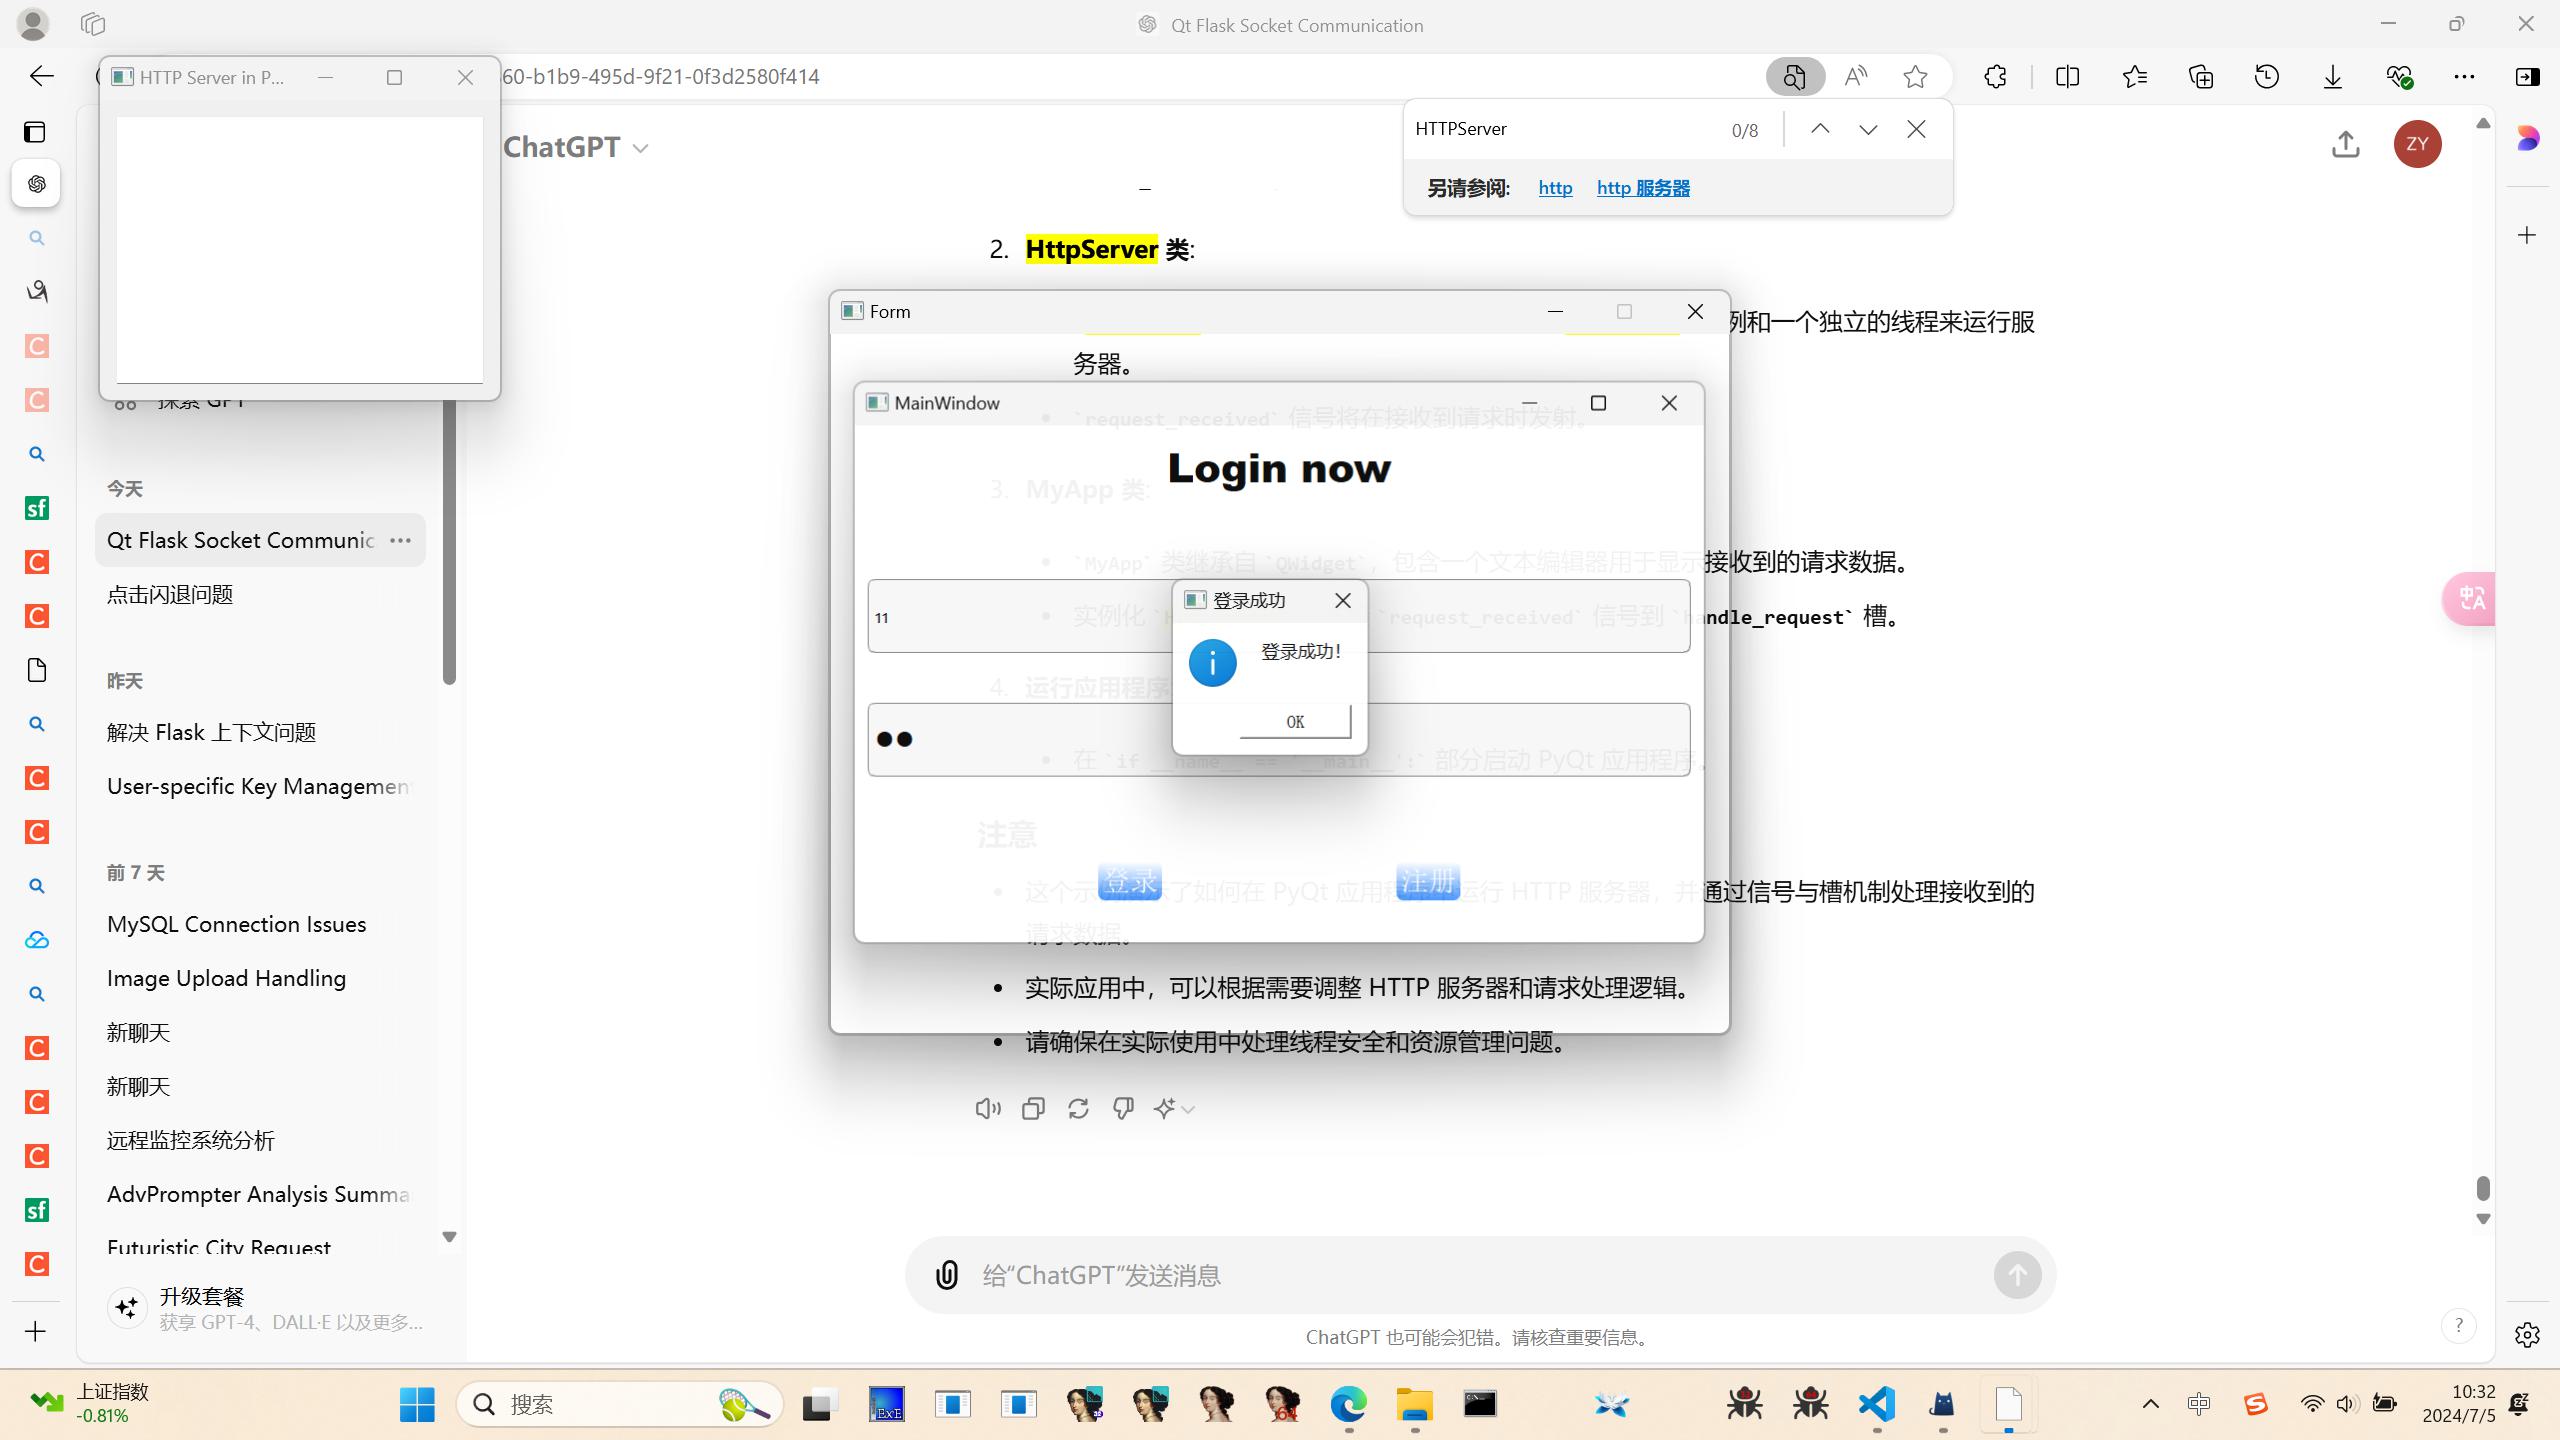 Qt Flask Socket Communication
HTTP Server in P...
60-b1b9-495d-9f21-0f3d2580f414
HTTPServer
0/8
另请参阅:
http
http 服务器
ChatGPT
ZY
2. HttpServer 类:
Form
例和一个独立的线程来运行服
务器。
MainWindow
`request_received` 信号将在接收到请求时发射。
Login now
3. MyApp 类:
`MyApp` 类继承自 `QWidget`，包含一个文本编辑器用于显示接收到的请求数据。
登录成功
11
实例化
`request_received` 信号到 `handle_request` 槽。
登录成功!
4. 运行应用程序
OK
●●
在 `if __name__ == '__main__':` 部分启动 PyQt 应用程序。
注意
登录
注册
这个示
了如何在 PyQt 应用程
运行 HTTP 服务器，并通过信号与槽机制处理接收到的
请求数据。
实际应用中，可以根据需要调整 HTTP 服务器和请求处理逻辑。
请确保在实际使用中处理线程安全和资源管理问题。
探索 GPT
今天
Qt Flask Socket Communic
点击闪退问题
昨天
解决 Flask 上下文问题
User-specific Key Managemen
前 7 天
MySQL Connection Issues
Image Upload Handling
新聊天
新聊天
远程监控系统分析
AdvPrompter Analysis Summa
Futuristic City Request
升级套餐
获享 GPT-4、DALL·E 以及更多...
给“ChatGPT”发送消息
ChatGPT 也可能会犯错。请核查重要信息。
?
上证指数
-0.81%
搜索
ExE
中
10:32
2024/7/5